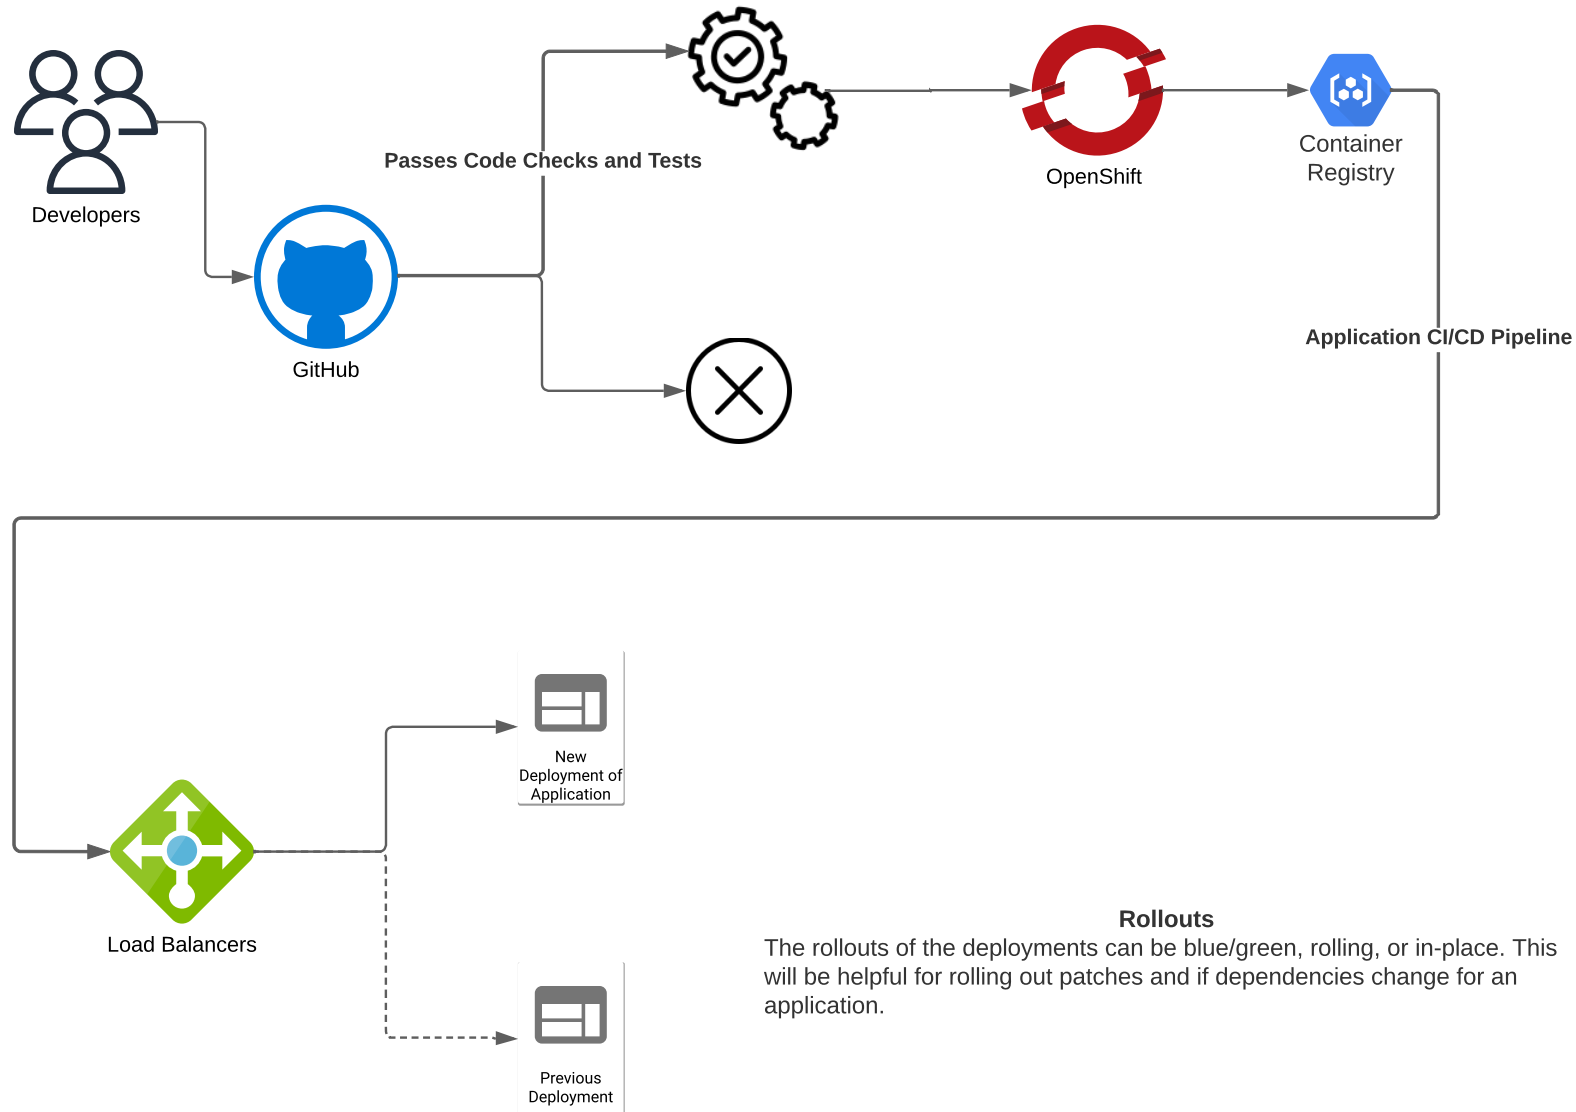 Passes Code Checks and Tests
Developers
GitHub
OpenShift
Container
Registry
Application CI/CD Pipeline
New
Deployment of
Application
Load Balancers
Rollouts
The rollouts of the deployments can be blue/green, rolling, or in-place. This
will be helpful for rolling out patches and if dependencies change for an
application.
Previous
Deployment